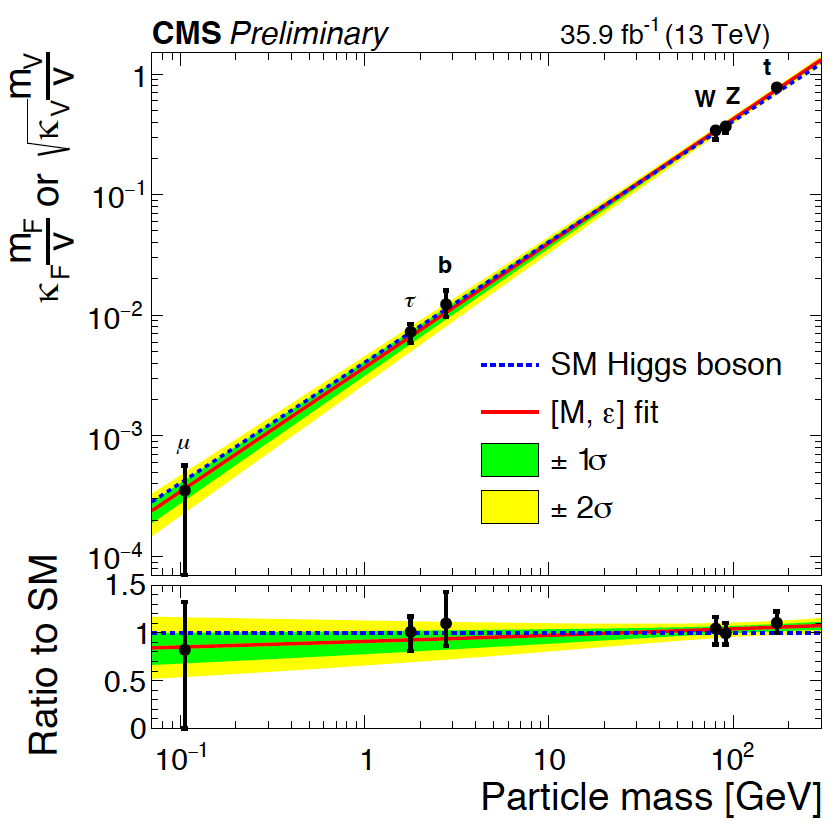 CMS Preliminary
35.9 fb⁻¹ (13 TeV)
κ_F m_F/v or √κ_V m_V/v
1
10⁻¹
10⁻²
10⁻³
10⁻⁴
μ
τ
b
W
Z
t
SM Higgs boson
[M, ε] fit
± 1σ
± 2σ
Ratio to SM
1.5
1
0.5
0
10⁻¹
1
10
10²
Particle mass [GeV]